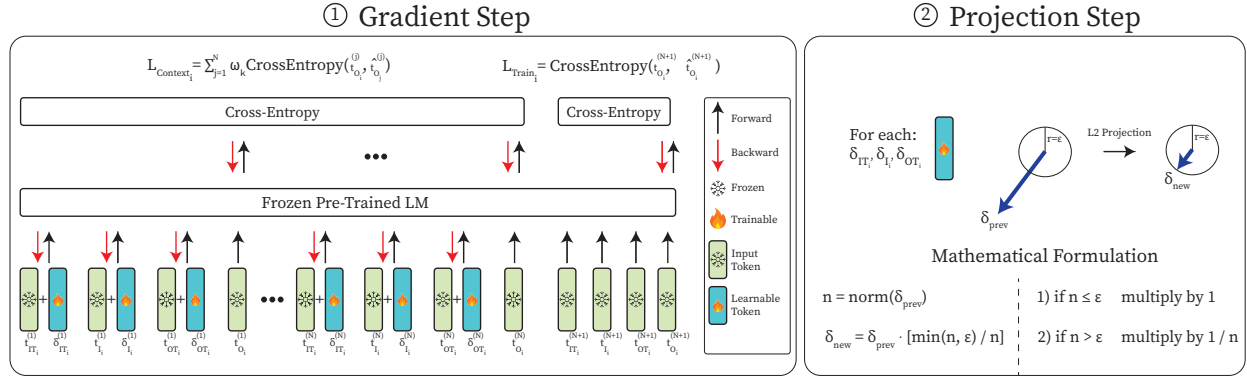 ① Gradient Step
L_Context_i = Σ_{j=1}^{N} ω_k CrossEntropy(t_{O_i}^{(j)}, t̂_{O_j}^{(j)})
L_Train_i = CrossEntropy(t_{O_i}^{(N+1)}, t̂_{O_i}^{(N+1)})
Cross-Entropy
Cross-Entropy
•••
Frozen Pre-Trained LM
+ + + ••• + + +
t_{IT_i}^{(1)} δ_{IT_i}^{(1)} t_{I_i}^{(1)} δ_{I_i}^{(1)} t_{OT_i}^{(1)} δ_{OT_i}^{(1)} t_{O_i}^{(1)} t_{IT_i}^{(N)} δ_{IT_i}^{(N)} t_{I_i}^{(N)} δ_{I_i}^{(N)} t_{OT_i}^{(N)} δ_{OT_i}^{(N)} t_{O_i}^{(N)} t_{IT_i}^{(N+1)} t_{I_i}^{(N+1)} t_{OT_i}^{(N+1)} t_{O_i}^{(N+1)}
Forward
Backward
Frozen
Trainable
Input
Token
Learnable
Token
② Projection Step
For each:
δ_{IT_i}, δ_{I_i}, δ_{OT_i}
r=ε
δ_prev
L2 Projection
r=ε
δ_new
Mathematical Formulation
n = norm(δ_prev)
δ_new = δ_prev · [min(n, ε) / n]
1) if n ≤ ε multiply by 1
2) if n > ε multiply by 1 / n